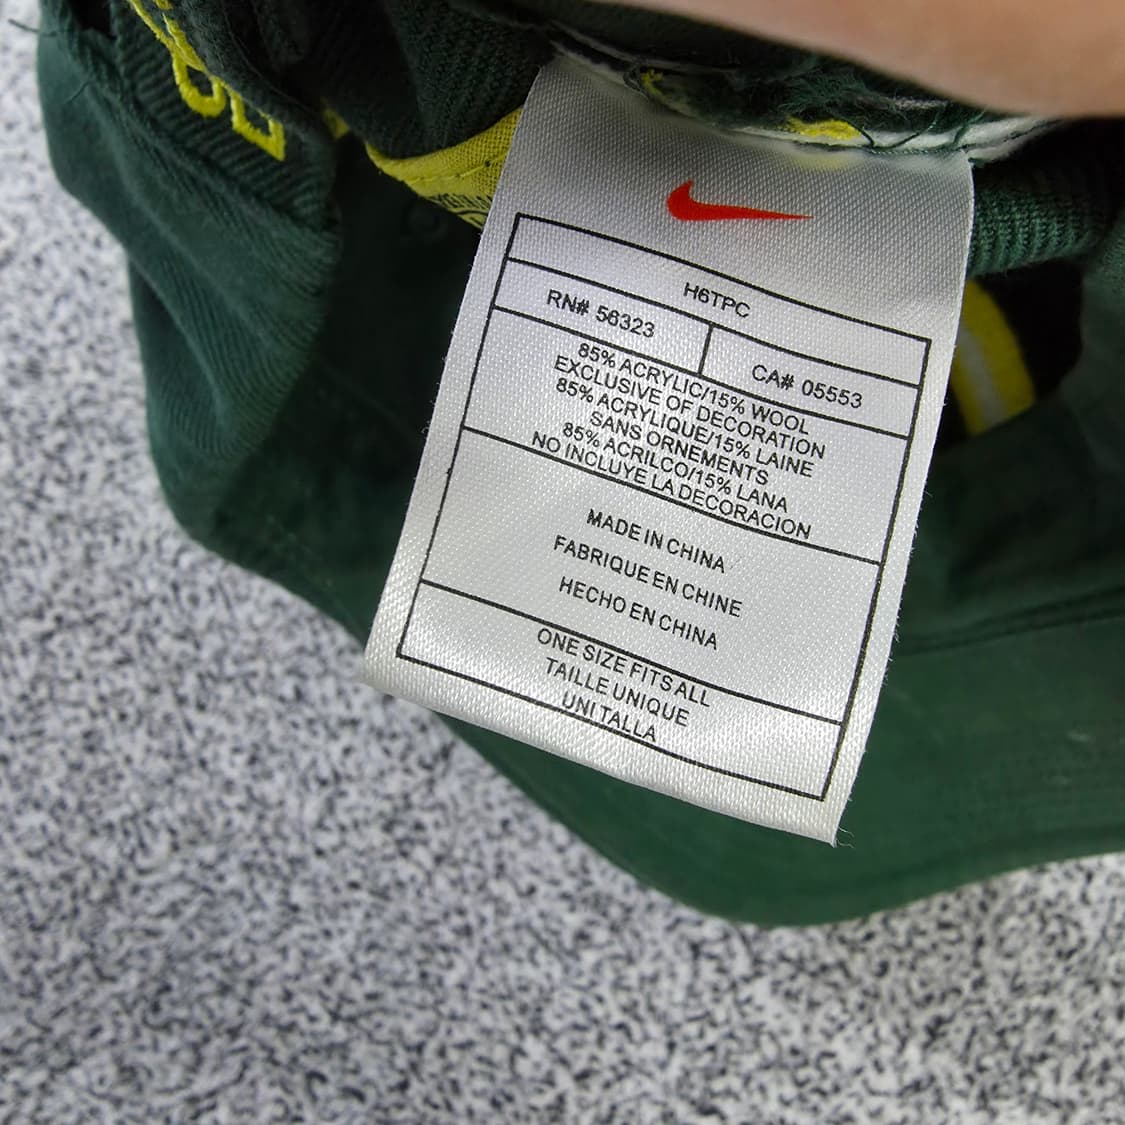 H6TPC
RN# 56323
CA# 05553
85% ACRYLIC/15% WOOL
EXCLUSIVE OF DECORATION
85% ACRYLIQUE/15% LAINE
SANS ORNEMENTS
85% ACRILCO/15% LANA
NO INCLUYE LA DECORACION
MADE IN CHINA
FABRIQUE EN CHINE
HECHO EN CHINA
ONE SIZE FITS ALL
TAILLE UNIQUE
UNI TALLA